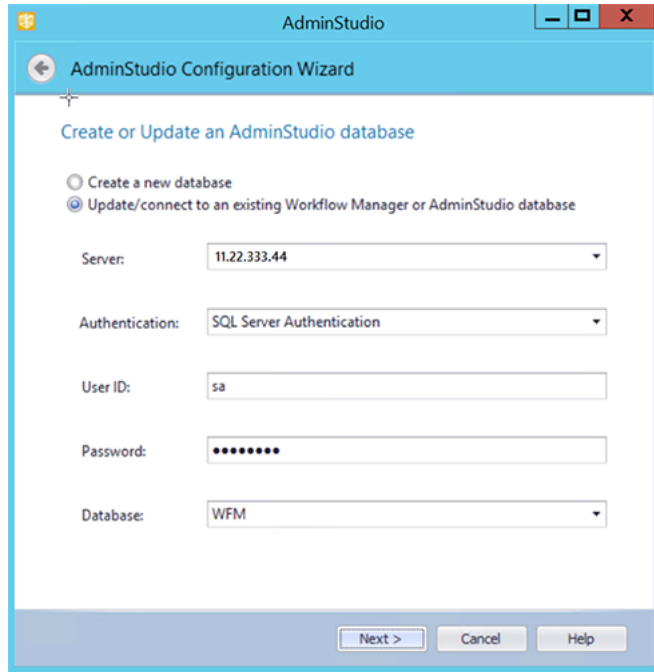 AdminStudio
AdminStudio Configuration Wizard
Create or Update an AdminStudio database
Create a new database
Update/connect to an existing Workflow Manager or AdminStudio database
Server: 11.22.333.44
Authentication: SQL Server Authentication
User ID: sa
Password: ••••••••
Database: WFM
Next > Cancel Help